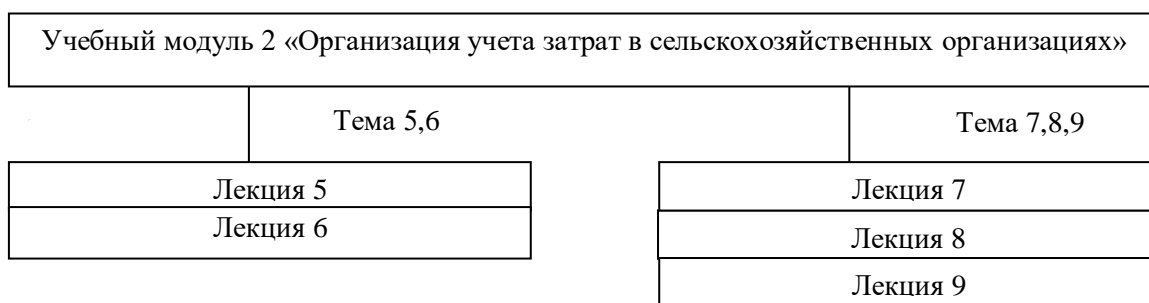 Учебный модуль 2 «Организация учета затрат в сельскохозяйственных организациях»
Тема 5,6
Тема 7,8,9
Лекция 5
Лекция 6
Лекция 7
Лекция 8
Лекция 9